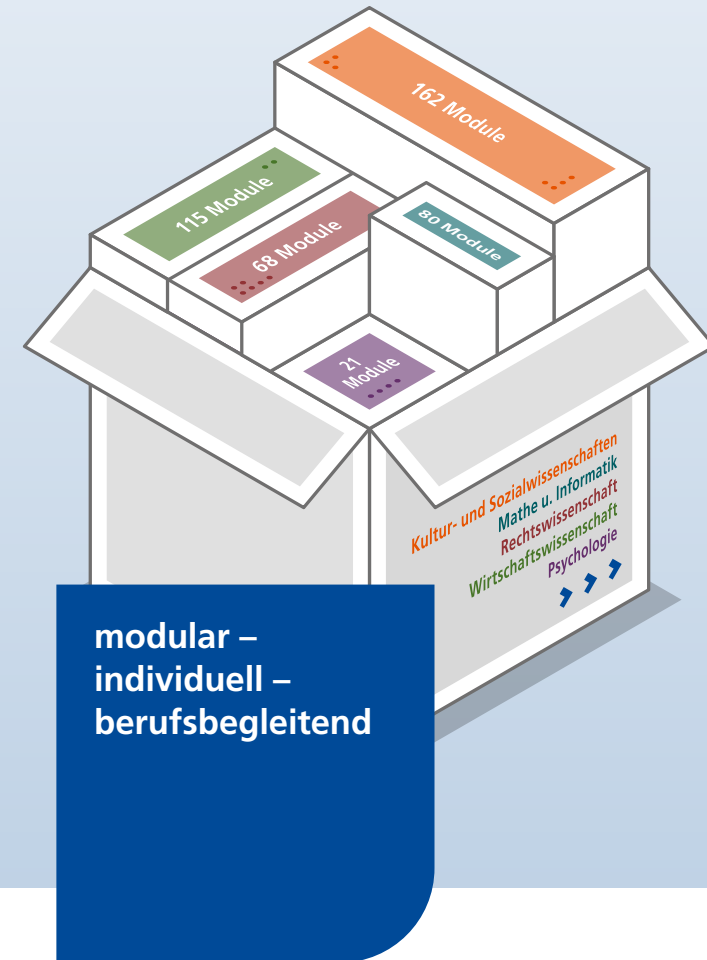 162 Module
115 Module
68 Module
80 Module
21
Module
Kultur- und Sozialwissenschaften
Mathe u. Informatik
Rechtswissenschaft
Wirtschaftswissenschaft
Psychologie
modular –
individuell –
berufsbegleitend